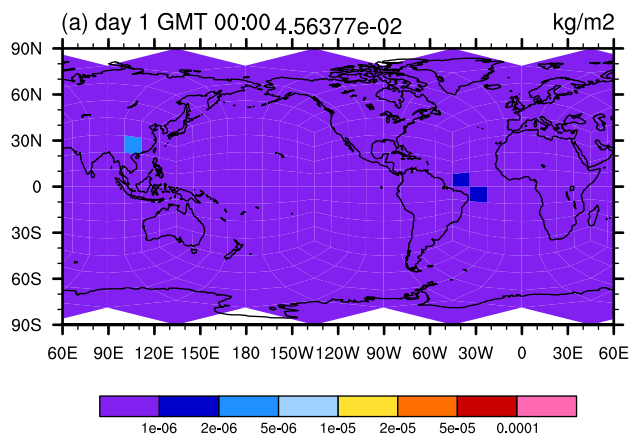 (a) day 1 GMT 00:00 4.56377e-02 kg/m2
90N
60N
30N
0
30S
60S
90S
60E 90E 120E 150E 180 150W 120W 90W 60W 30W 0 30E 60E
1e-06 2e-06 5e-06 1e-05 2e-05 5e-05 0.0001